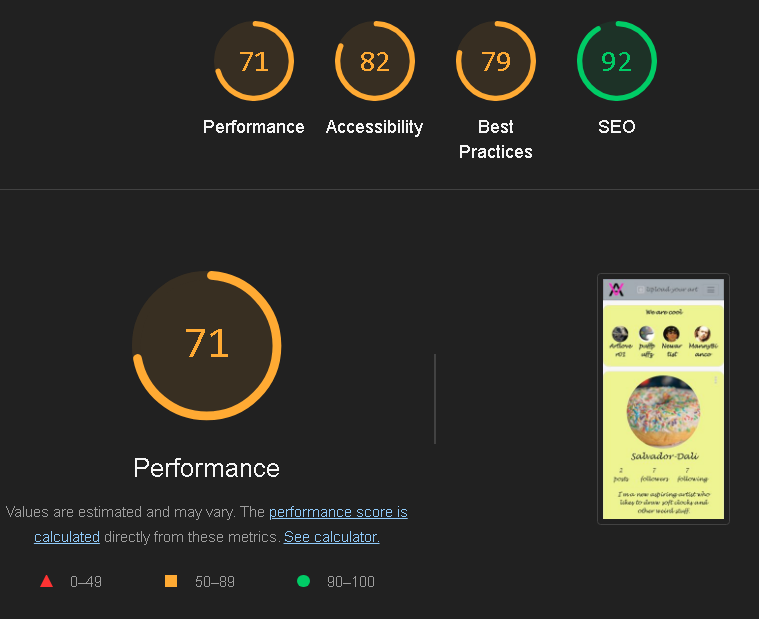 71
82
79
92
Performance
Accessibility
Best
Practices
SEO
71
Performance
Values are estimated and may vary. The performance score is
calculated directly from these metrics. See calculator.
0–49
50–89
90–100
Upload your art
We are cool
Artlove
r01
puffp
uffy
Newar
tist
MannyBi
anco
Salvador-Dali
2
posts
7
followers
7
following
I'm a new aspiring artist who
likes to draw soft clocks and
other weird stuff.